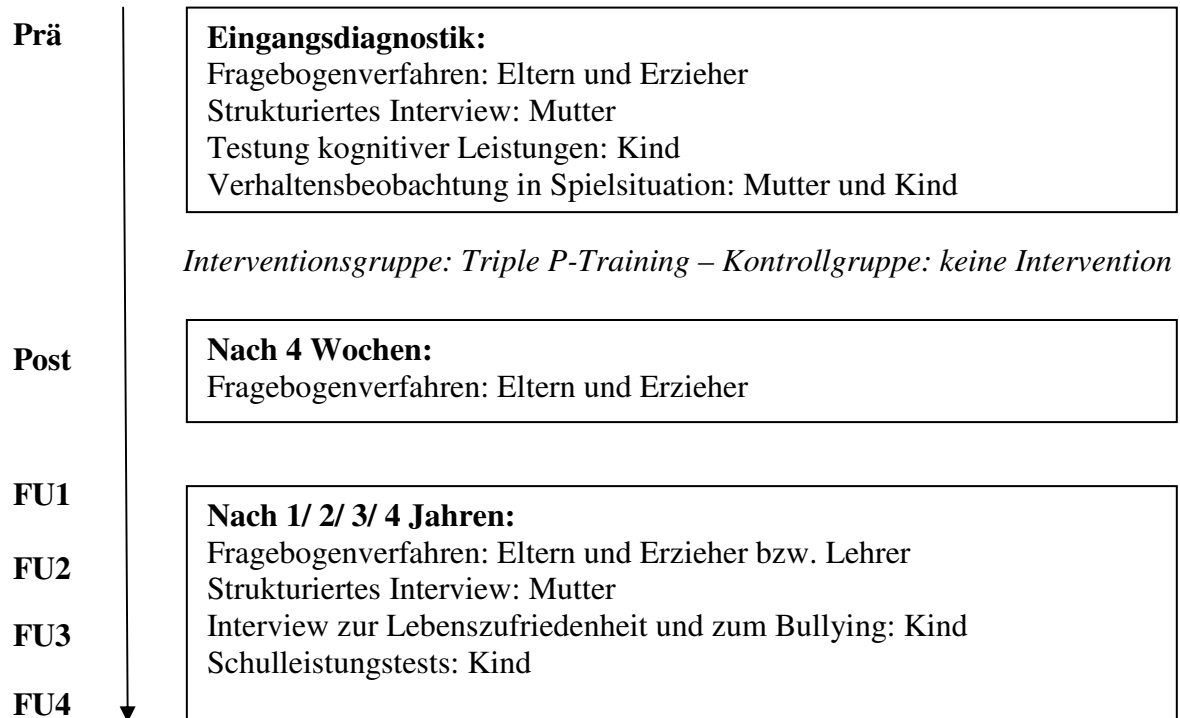 Prä
Eingangsdiagnostik:
Fragebogenverfahren: Eltern und Erzieher
Strukturiertes Interview: Mutter
Testung kognitiver Leistungen: Kind
Verhaltensbeobachtung in Spielsituation: Mutter und Kind
Interventionsgruppe: Triple P-Training – Kontrollgruppe: keine Intervention
Post
Nach 4 Wochen:
Fragebogenverfahren: Eltern und Erzieher
FU1
Nach 1/ 2/ 3/ 4 Jahren:
Fragebogenverfahren: Eltern und Erzieher bzw. Lehrer
FU2
Strukturiertes Interview: Mutter
Interview zur Lebenszufriedenheit und zum Bullying: Kind
FU3
Schulleistungstests: Kind
FU4